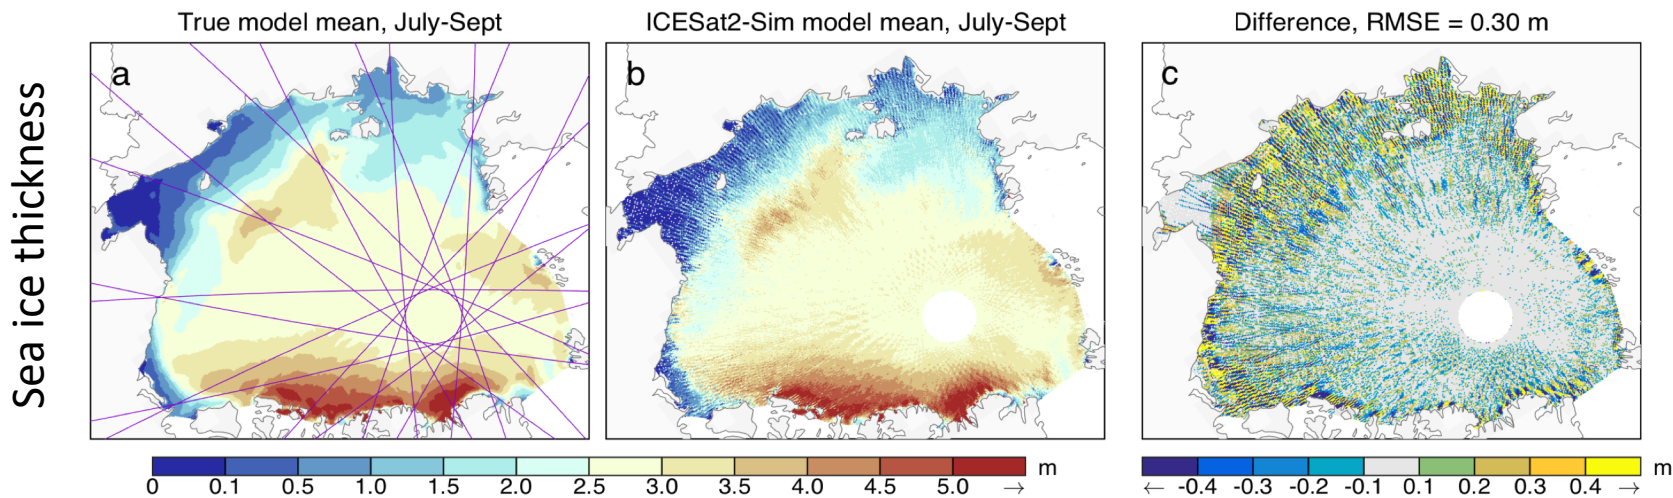 True model mean, July-Sept
ICESat2-Sim model mean, July-Sept
Difference, RMSE = 0.30 m
Sea ice thickness
a
b
c
0 0.1 0.5 1.0 1.5 2.5 3.0 3.5 4.0 4.5 5.0 → m
← -0.4 -0.3 -0.2 -0.1 0.1 0.2 0.3 0.4 → m